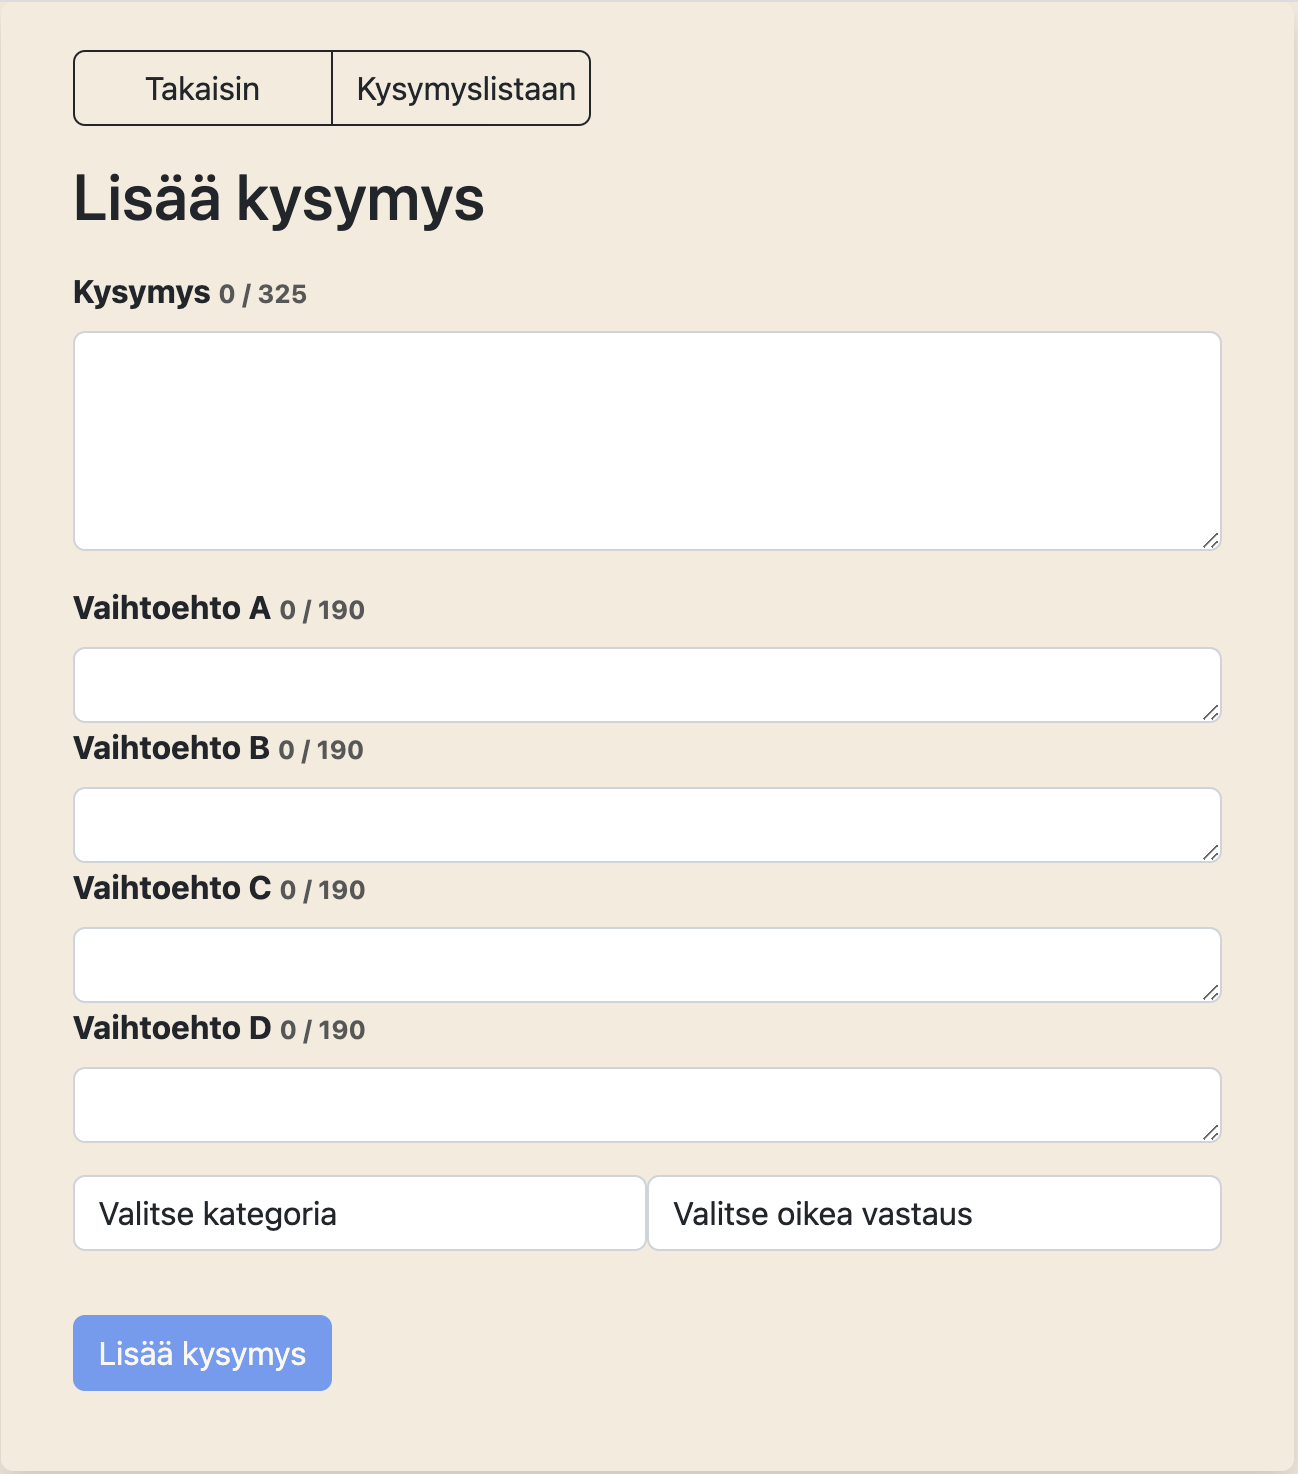 Takaisin Kysymyslistaan
Lisää kysymys
Kysymys 0 / 325
Vaihtoehto A 0 / 190
Vaihtoehto B 0 / 190
Vaihtoehto C 0 / 190
Vaihtoehto D 0 / 190
Valitse kategoria Valitse oikea vastaus
Lisää kysymys